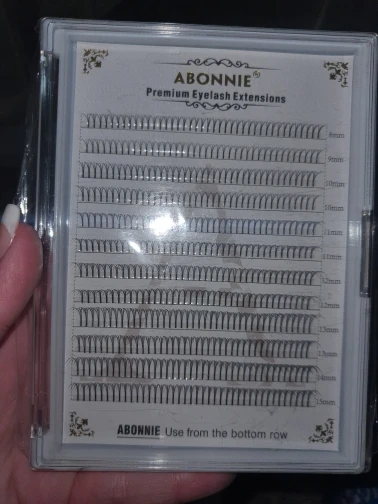 ABONNIE®
Premium Eyelash Extensions
8mm
9mm
10mm
10mm
11mm
11mm
12mm
12mm
13mm
13mm
14mm
15mm
ABONNIE Use from the bottom row